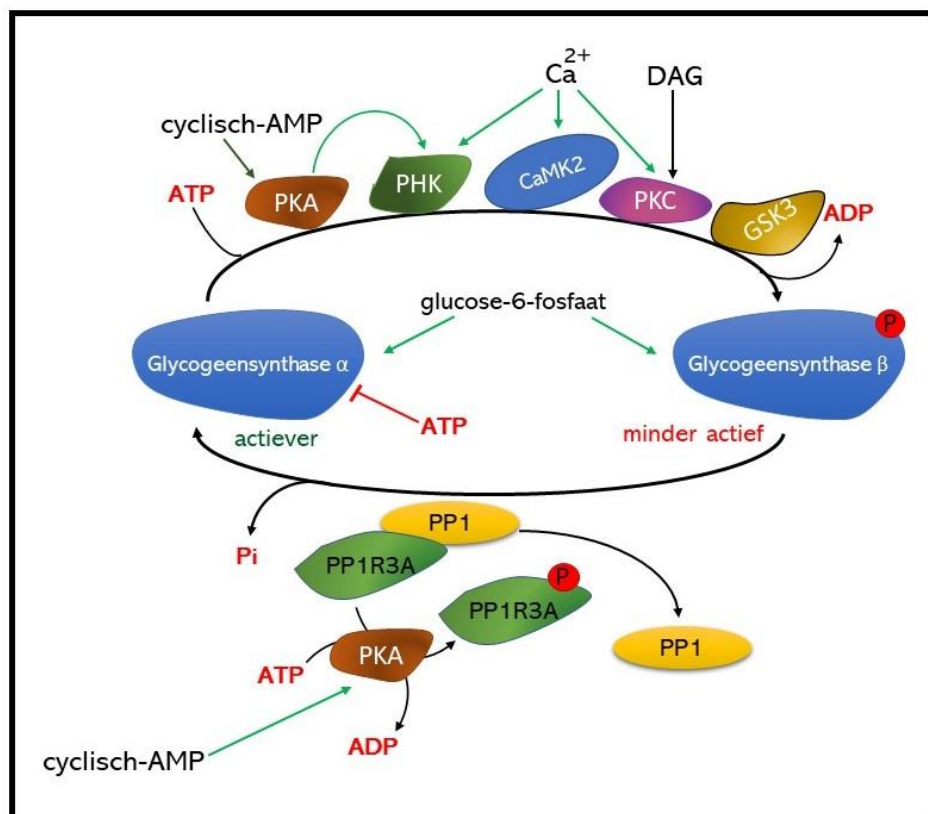 Ca2+
DAG
cyclisch-AMP
ATP
PKA
PHK
CaMK2
PKC
GSK3
ADP
glucose-6-fosfaat
P
Glycogeensynthase α
Glycogeensynthase β
ATP
actiever
minder actief
PP1
Pi
PP1R3A
P
PP1R3A
PKA
PP1
ATP
ADP
cyclisch-AMP